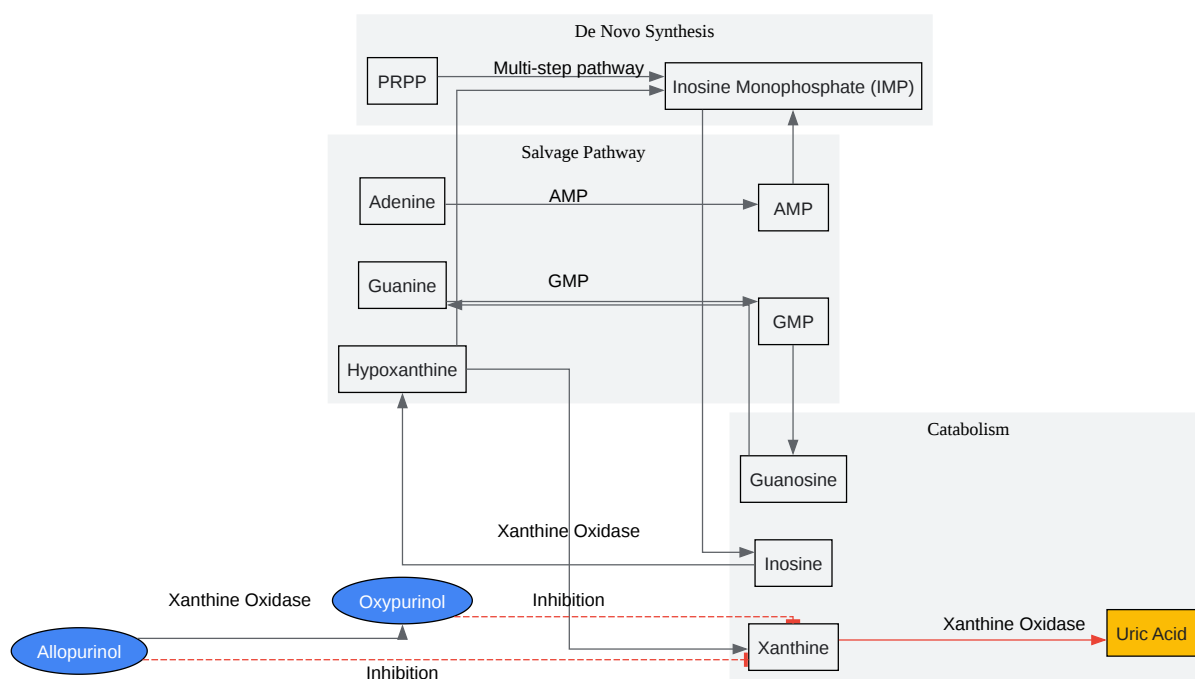 De Novo Synthesis
PRPP
Multi-step pathway
Inosine Monophosphate (IMP)
Salvage Pathway
Adenine
AMP
AMP
Guanine
GMP
GMP
Hypoxanthine
Catabolism
Guanosine
Xanthine Oxidase
Inosine
Xanthine Oxidase
Oxypurinol
Inhibition
Xanthine Oxidase
Uric Acid
Allopurinol
Inhibition
Xanthine